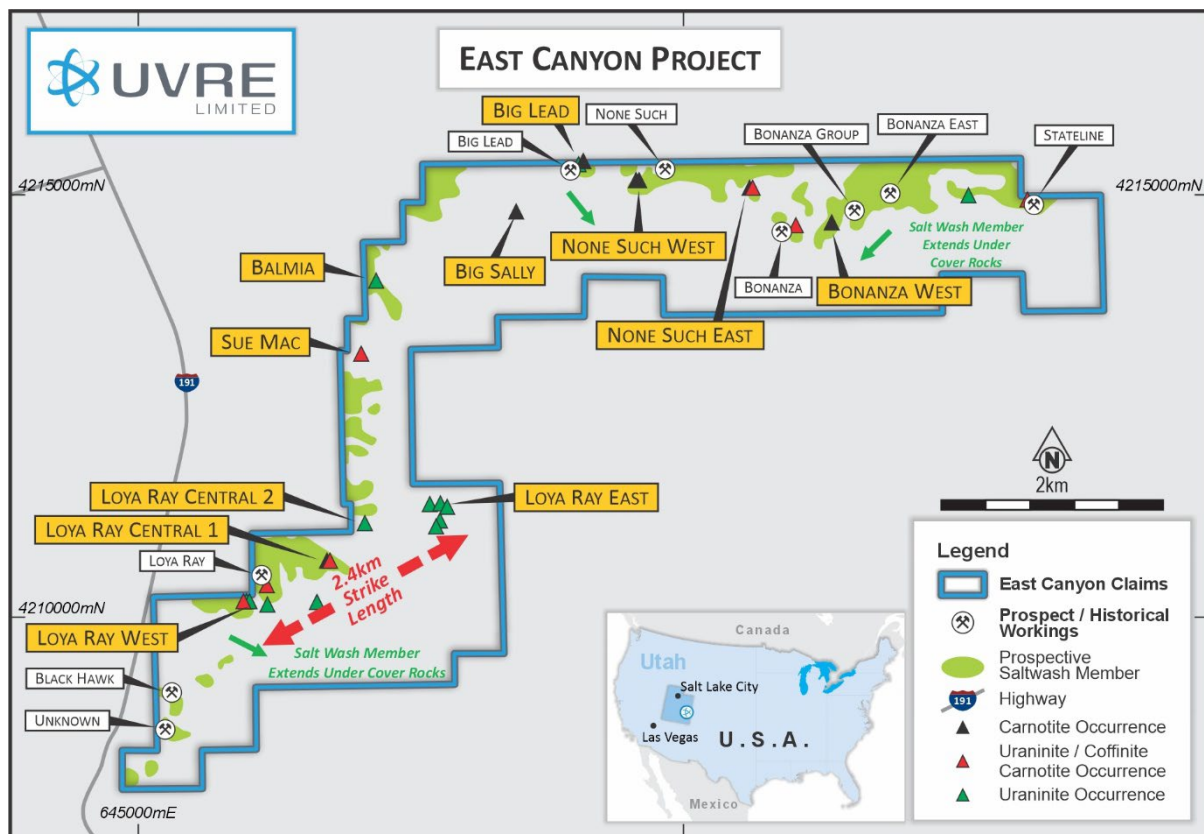 UVRE
LIMITED
EAST CANYON PROJECT
BIG LEAD
NONE SUCH
BIG LEAD
BONANZA GROUP
BONANZA EAST
STATELINE
4215000mN
4215000mN
Salt Wash Member
Extends Under
Cover Rocks
NONE SUCH WEST
BIG SALLY
BALMIA
BONANZA
BONANZA WEST
NONE SUCH EAST
SUE MAC
191
N
2km
LOYA RAY CENTRAL 2
LOYA RAY EAST
LOYA RAY CENTRAL 1
LOYA RAY
2.4km
Strike
Length
4210000mN
LOYA RAY WEST
Salt Wash Member
Extends Under Cover Rocks
BLACK HAWK
UNKNOWN
645000mE
Canada
Utah
Salt Lake City
Las Vegas
U.S.A.
Mexico
Legend
East Canyon Claims
Prospect / Historical
Workings
Prospective
Saltwash Member
191
Highway
Carnotite Occurrence
Uraninite / Coffinite
Carnotite Occurrence
Uraninite Occurrence